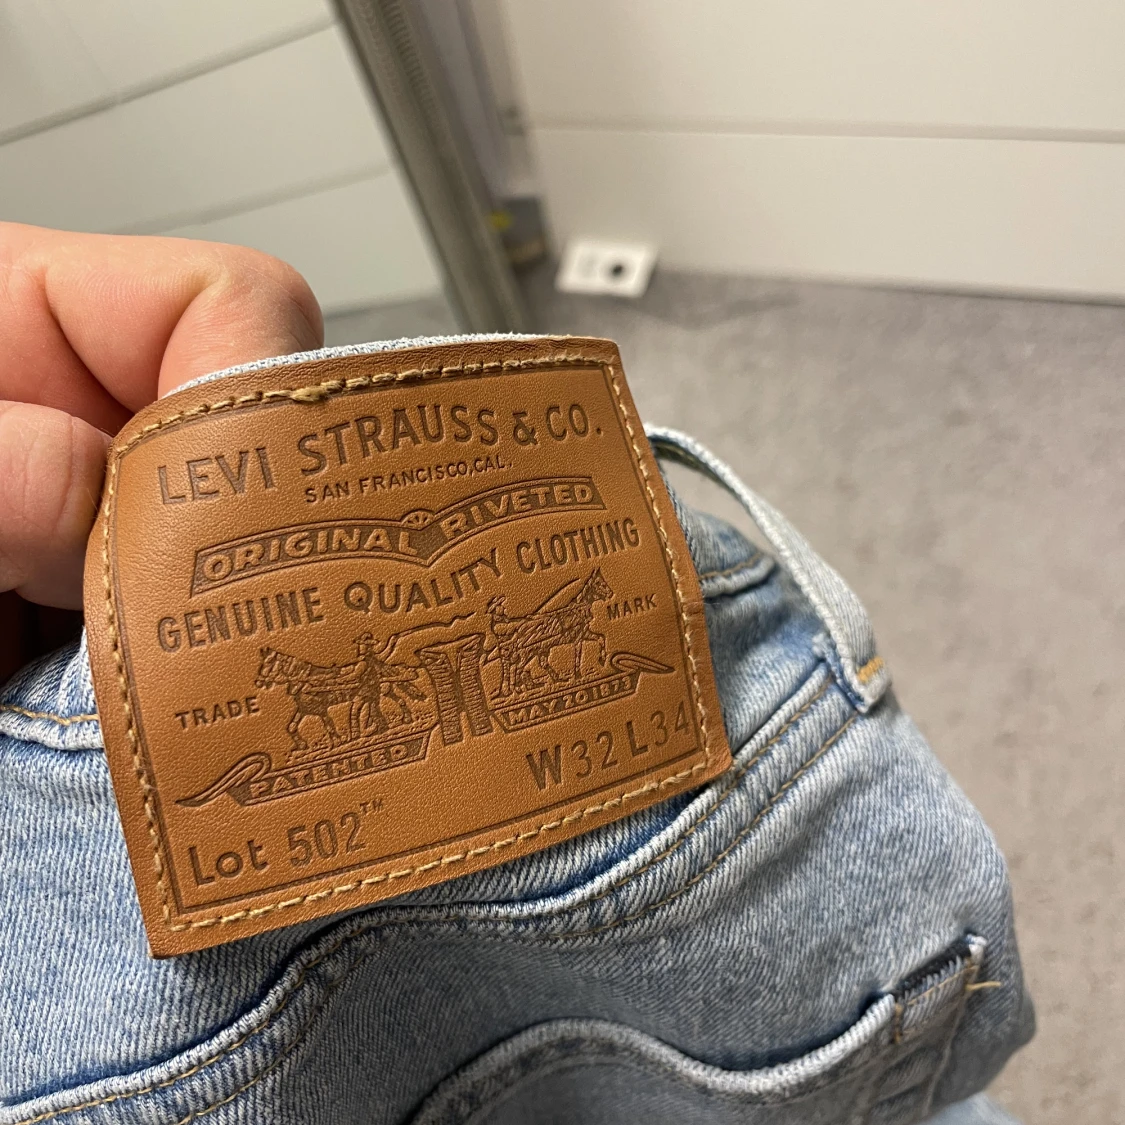 LEVI STRAUSS & CO.
SAN FRANCISCO, CAL.
ORIGINAL RIVETED
GENUINE QUALITY CLOTHING
TRADE MARK
PATENTED MAY 20 1873
W32 L34
Lot 502™